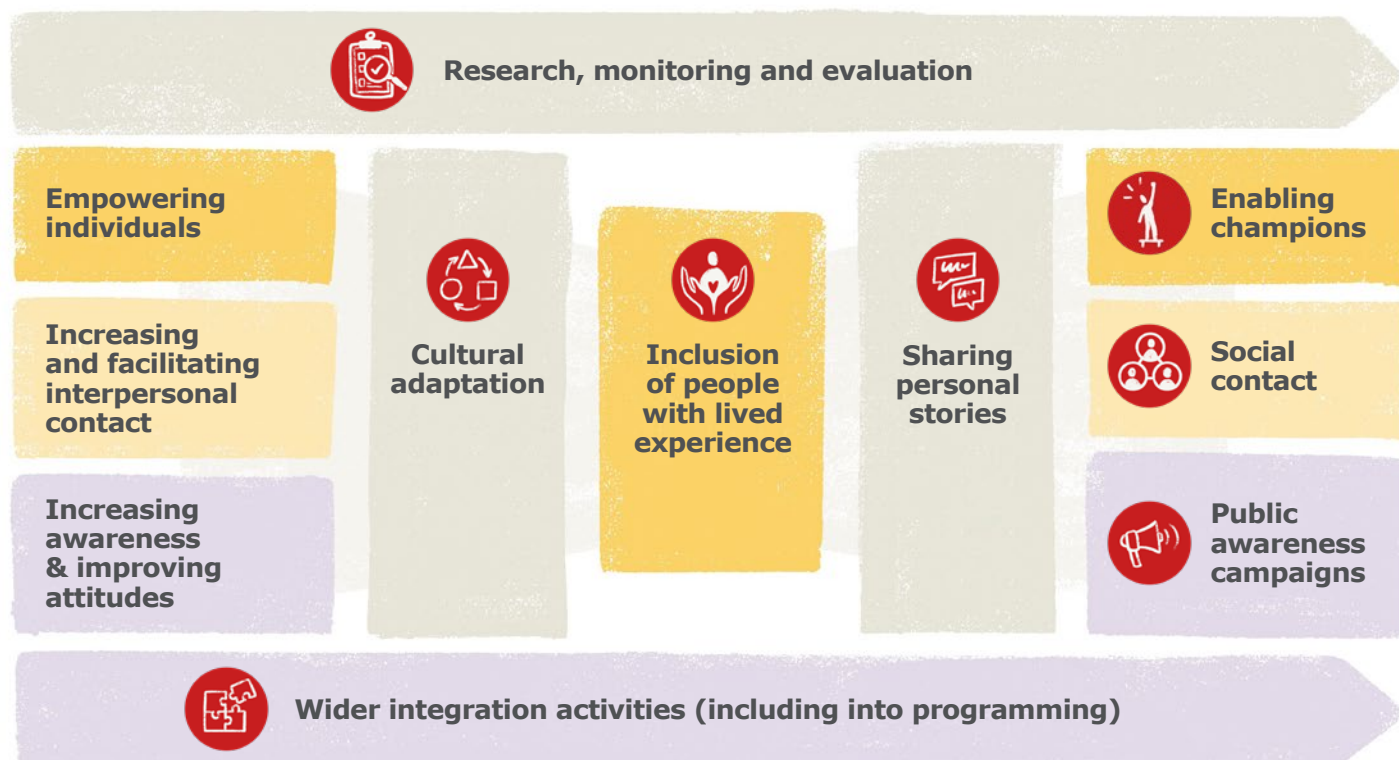 Research, monitoring and evaluation
Empowering
individuals
Increasing
and facilitating
interpersonal
contact
Increasing
awareness
& improving
attitudes
Cultural
adaptation
Inclusion
of people
with lived
experience
Sharing
personal
stories
Enabling
champions
Social
contact
Public
awareness
campaigns
Wider integration activities (including into programming)